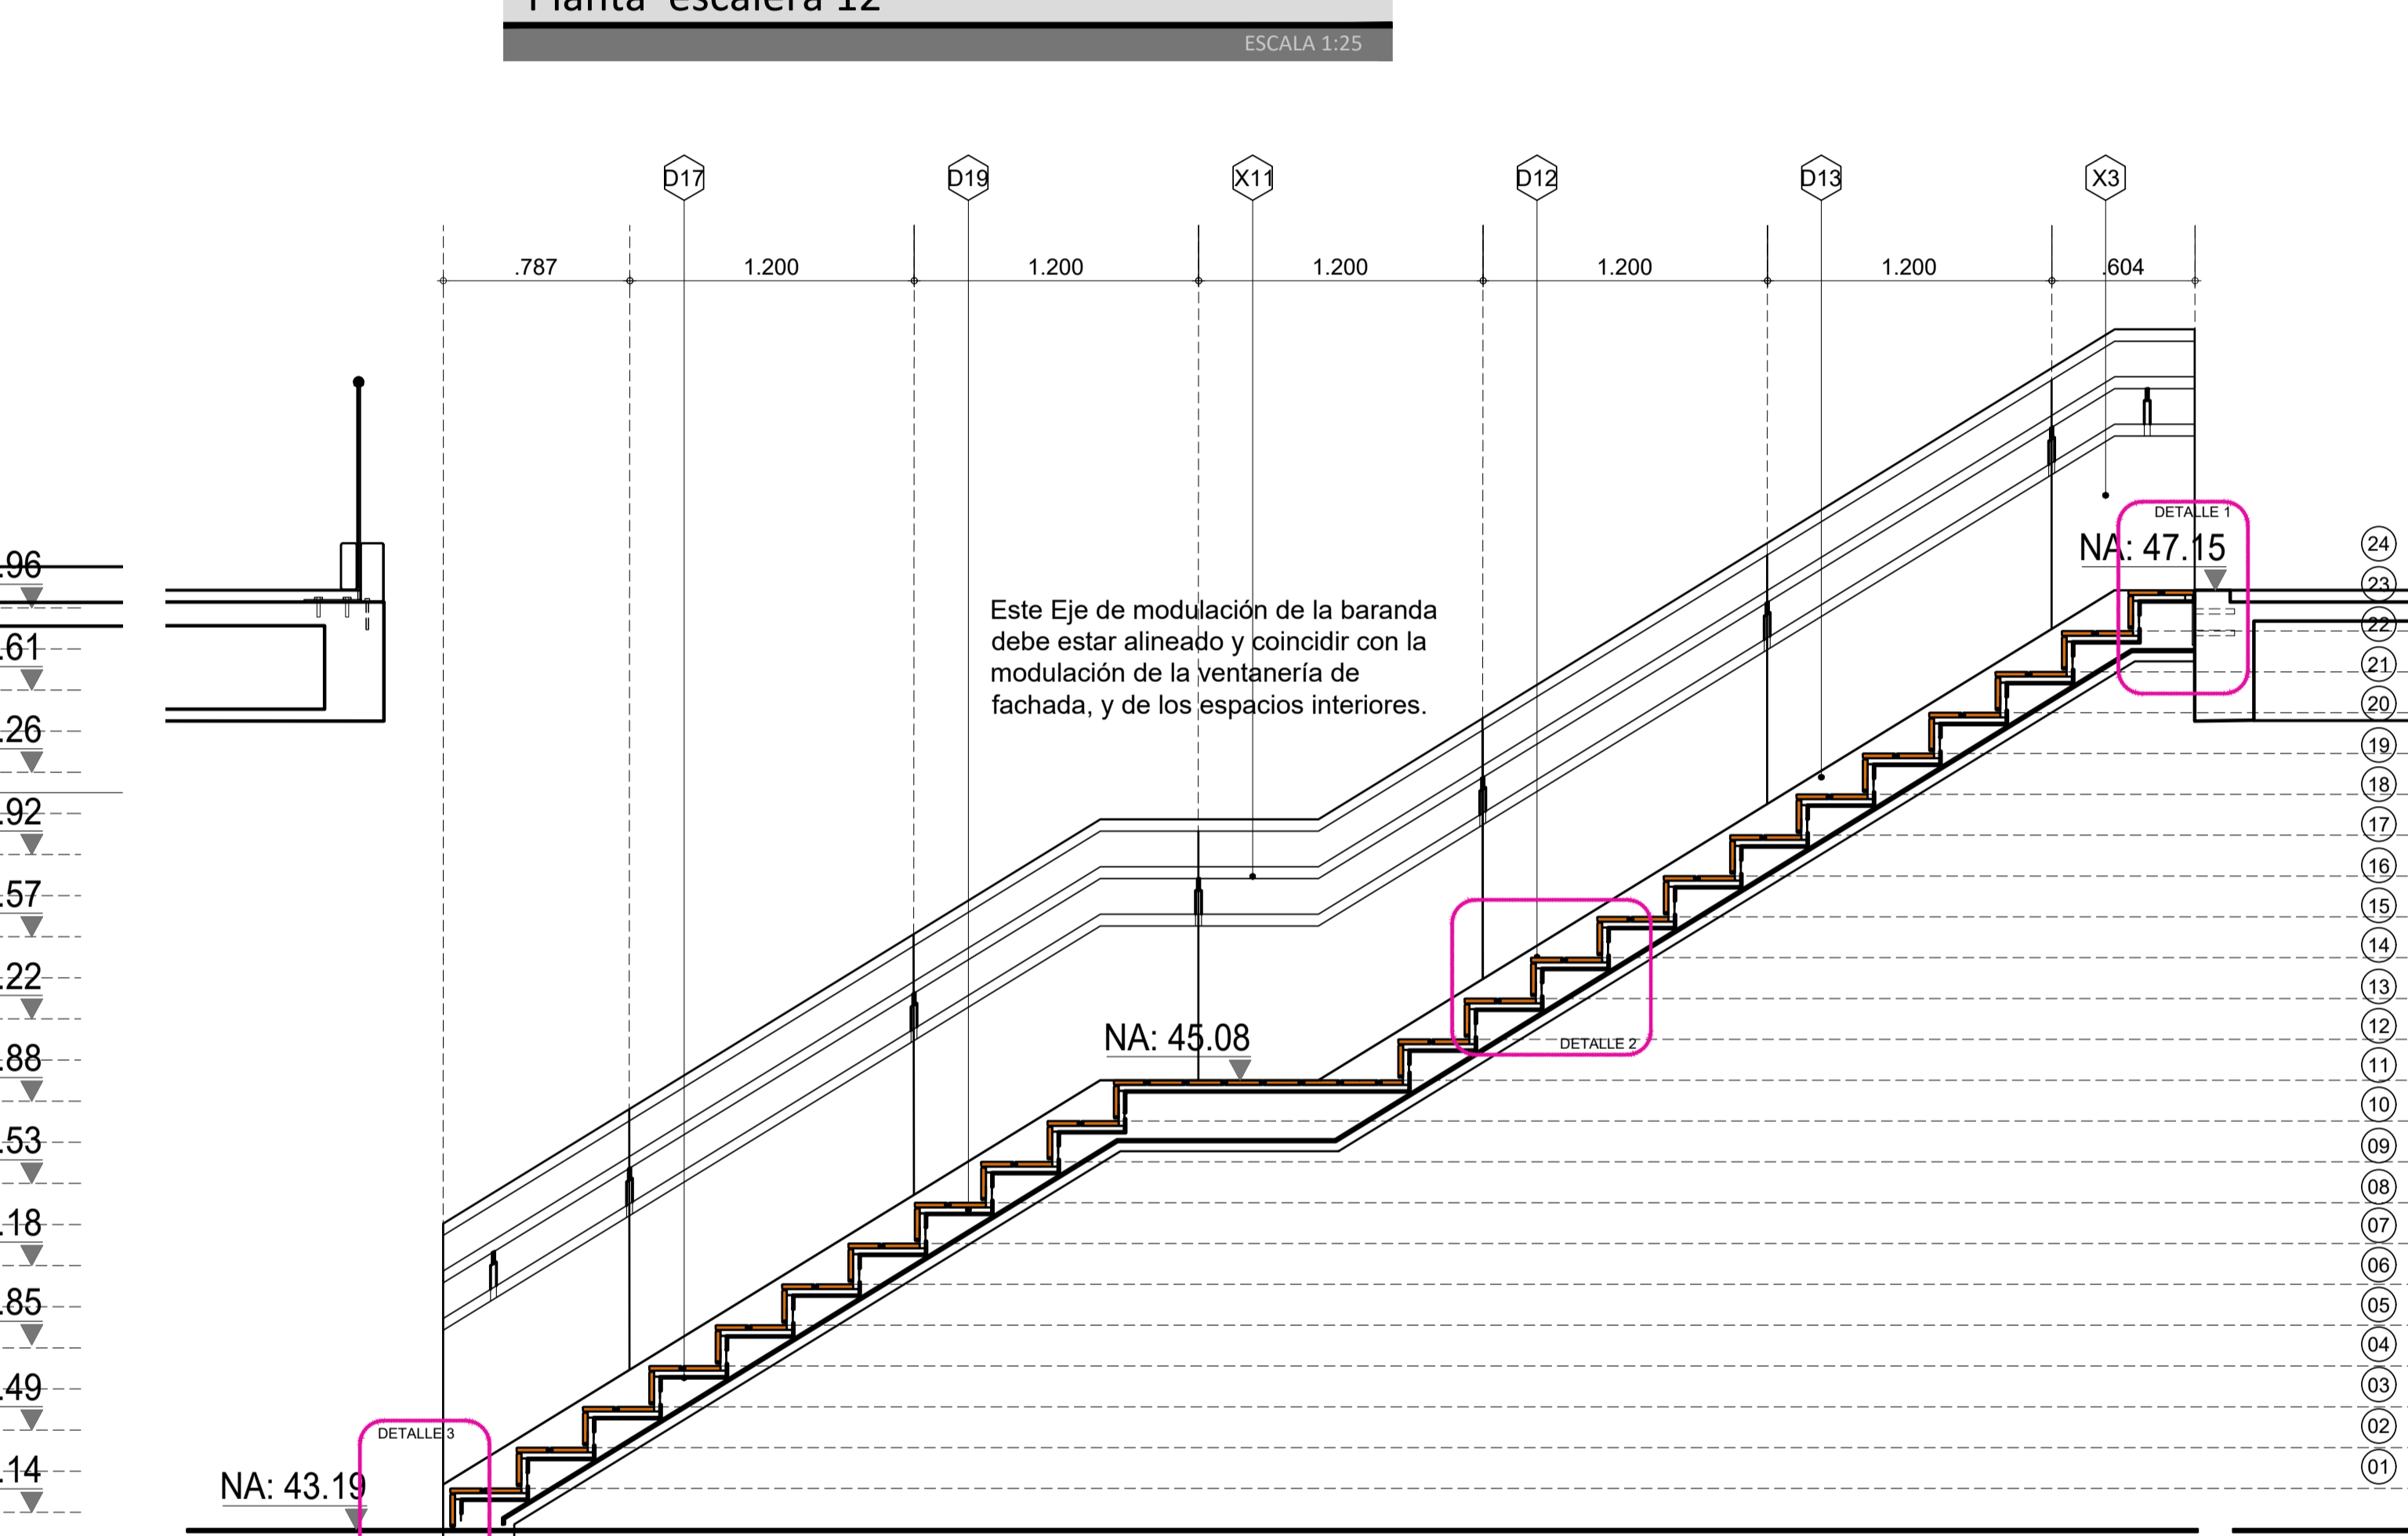 Planta escalera 12
ESCALA 1:25
D17
D19
X11
D12
D13
X3
.787
1.200
1.200
1.200
1.200
1.200
.604
DETALLE 1
NA: 47.15
Este Eje de modulación de la baranda
debe estar alineado y coincidir con la
modulación de la ventanería de
fachada, y de los espacios interiores.
.96
.61
.26
.92
.57
.22
.88
.53
.18
.85
.49
.14
NA: 45.08
DETALLE 2
DETALLE 3
NA: 43.19
24
23
22
21
20
19
18
17
16
15
14
13
12
11
10
09
08
07
06
05
04
03
02
01